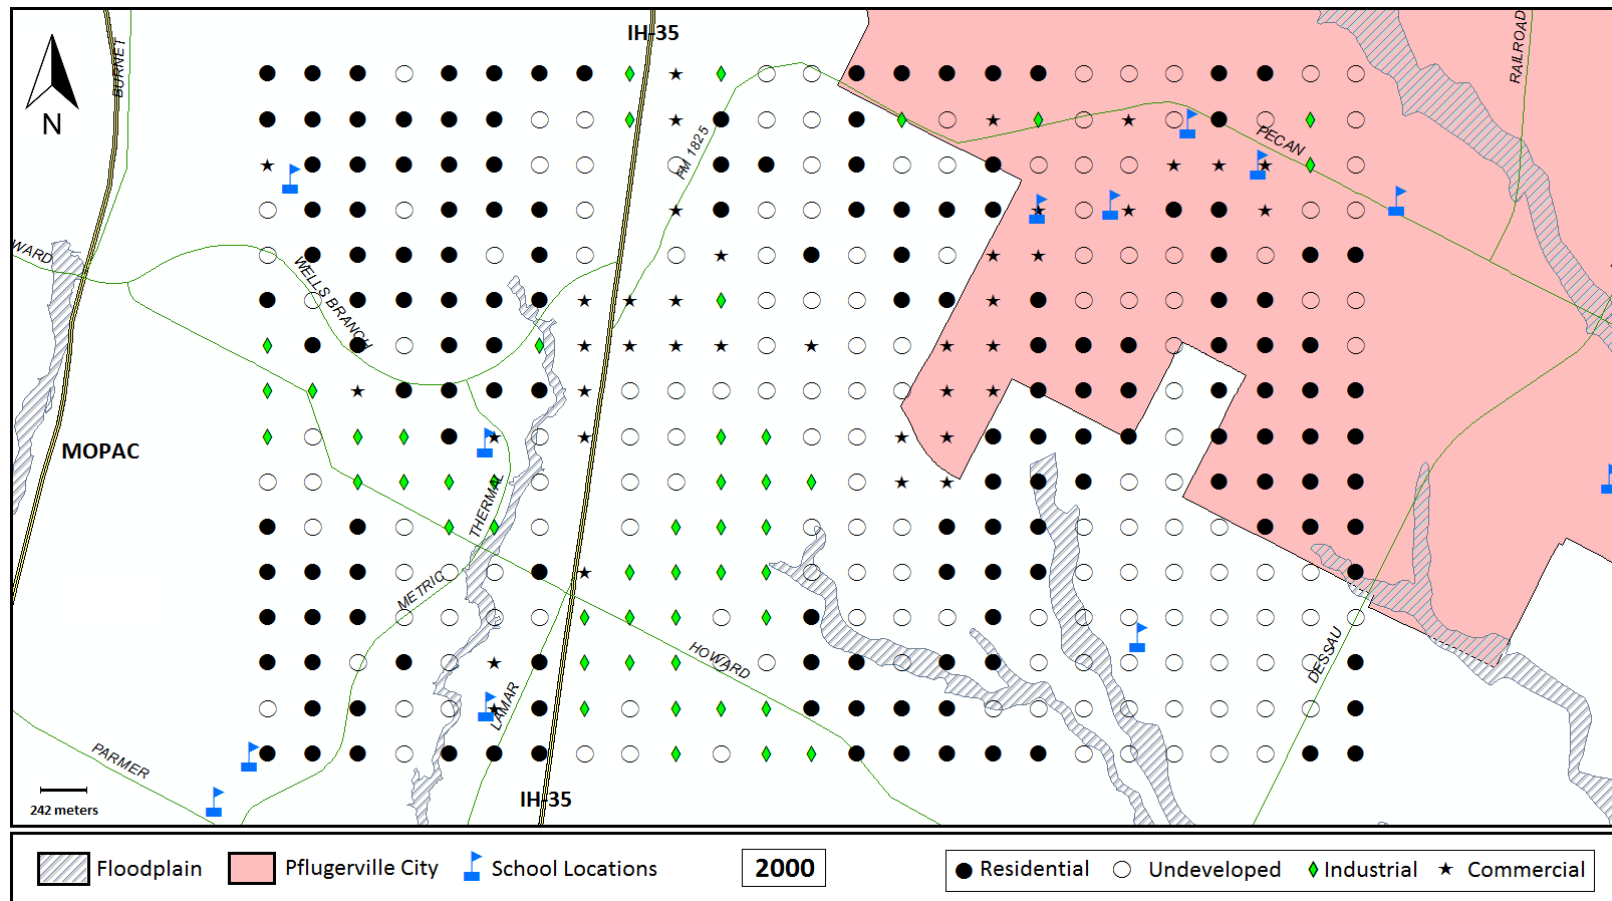 IH-35
BURNET
RAILROAD
N
FM 1825
PECAN
WARD
WELLS BRANCH
MOPAC
THERMAL
METRIC
HOWARD
DESSAU
LAMAR
PARMER
242 meters
IH-35
Floodplain
Pflugerville City
School Locations
2000
Residential
Undeveloped
Industrial
Commercial